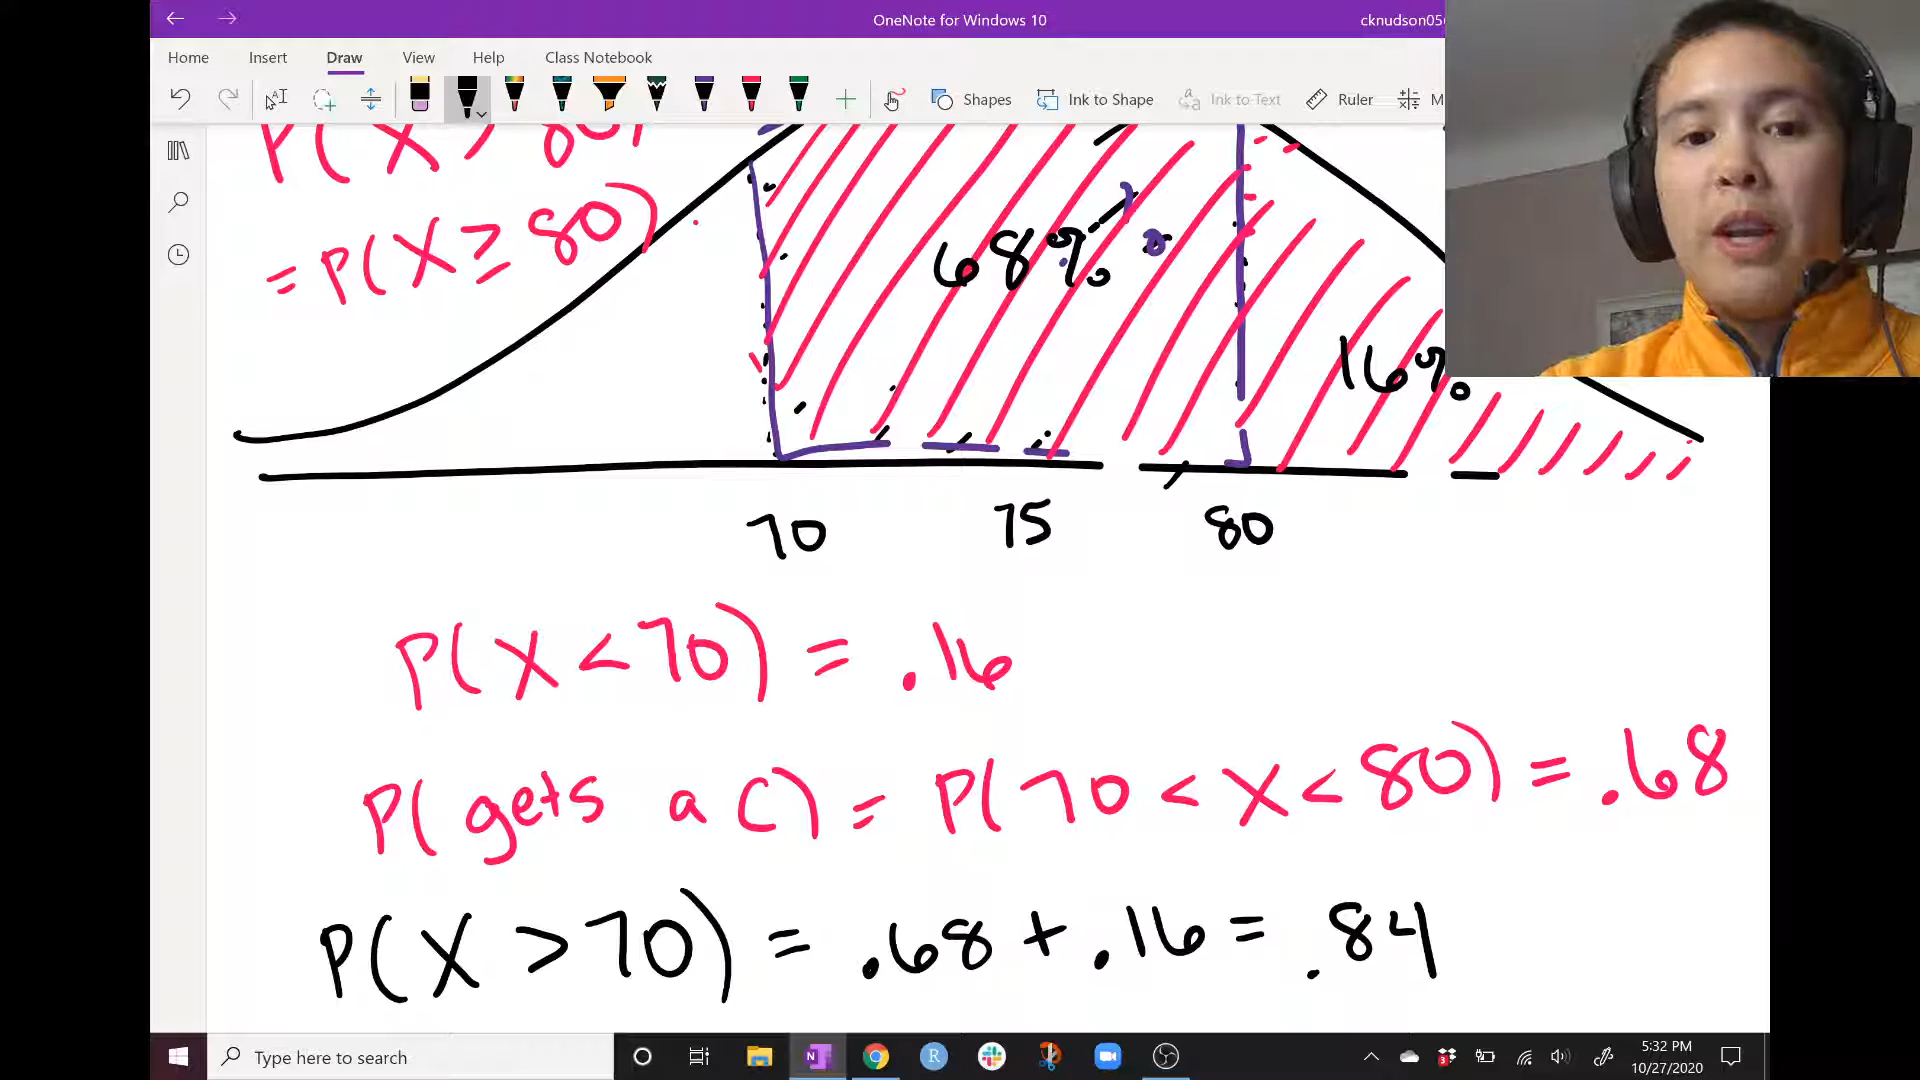 OneNote for Windows 10
cknudson05
Home Insert Draw View Help Class Notebook
Shapes Ink to Shape Ink to Text Ruler M
P(X > 80)
= P(X ≥ 80)
68%
16%
70 75 80
P(X < 70) = .16
P(gets a C) = P(70 < X < 80) = .68
P(X > 70) = .68 + .16 = .84
Type here to search
5:32 PM
10/27/2020